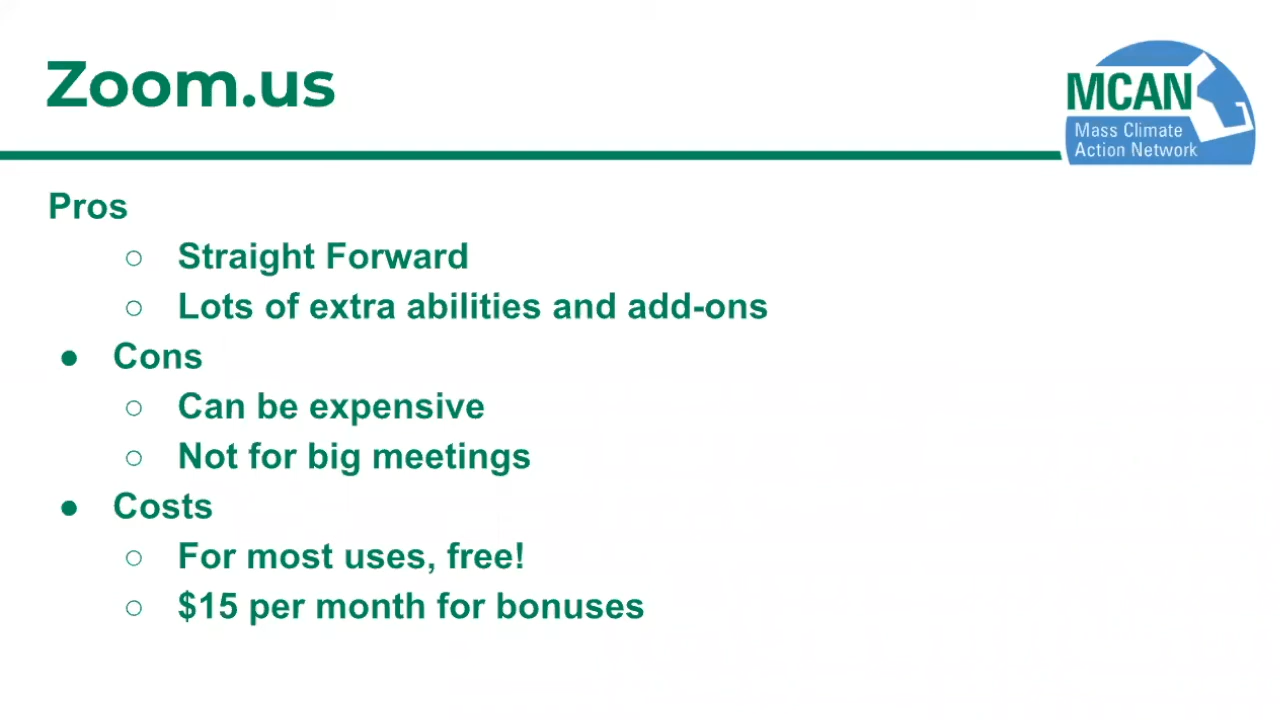 Zoom.us
MCAN
Mass Climate
Action Network
Pros
○ Straight Forward
○ Lots of extra abilities and add-ons
● Cons
○ Can be expensive
○ Not for big meetings
● Costs
○ For most uses, free!
○ $15 per month for bonuses